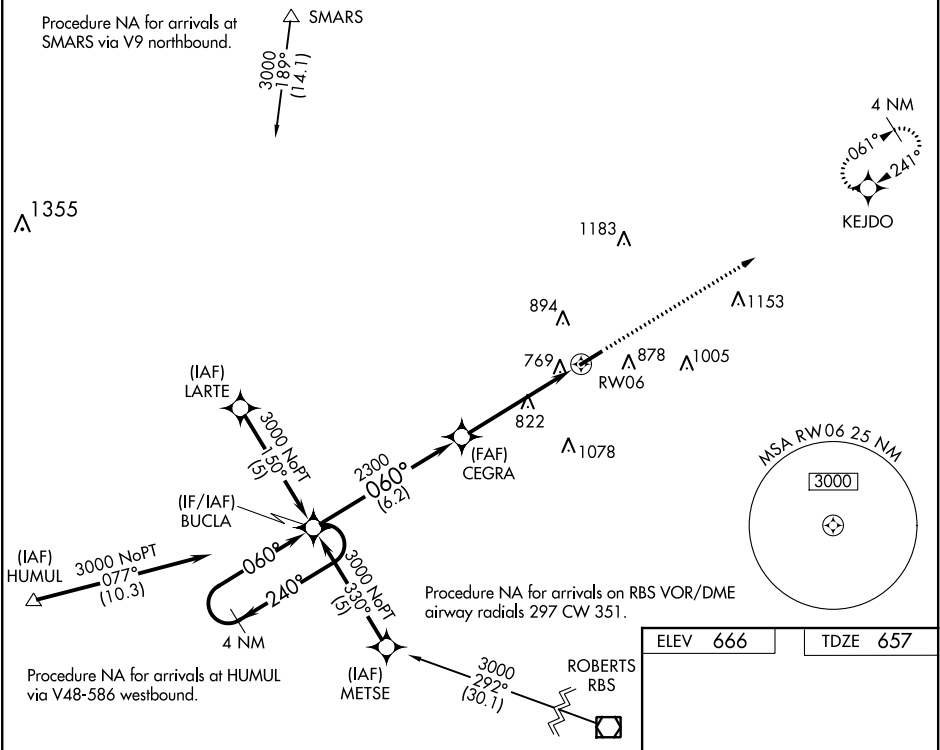 Procedure NA for arrivals at
SMARS via V9 northbound.
SMARS
3000
189°
(14.1)
4 NM
061°
241°
KEJDO
1355
1183
1153
894
769
878
1005
RW06
822
1078
(IAF)
LARTE
3000 NoPT
150°
(5)
(FAF)
CEGRA
2300
060°
(6.2)
MSA RW06 25 NM
3000
(IF/IAF)
BUCLA
(IAF)
HUMUL
3000 NoPT
077°
(10.3)
060°
240°
4 NM
3000 NoPT
330°
(5)
Procedure NA for arrivals on RBS VOR/DME
airway radials 297 CW 351.
(IAF)
METSE
3000
292°
(30.1)
ROBERTS
RBS
Procedure NA for arrivals at HUMUL
via V48-586 westbound.
ELEV 666
TDZE 657